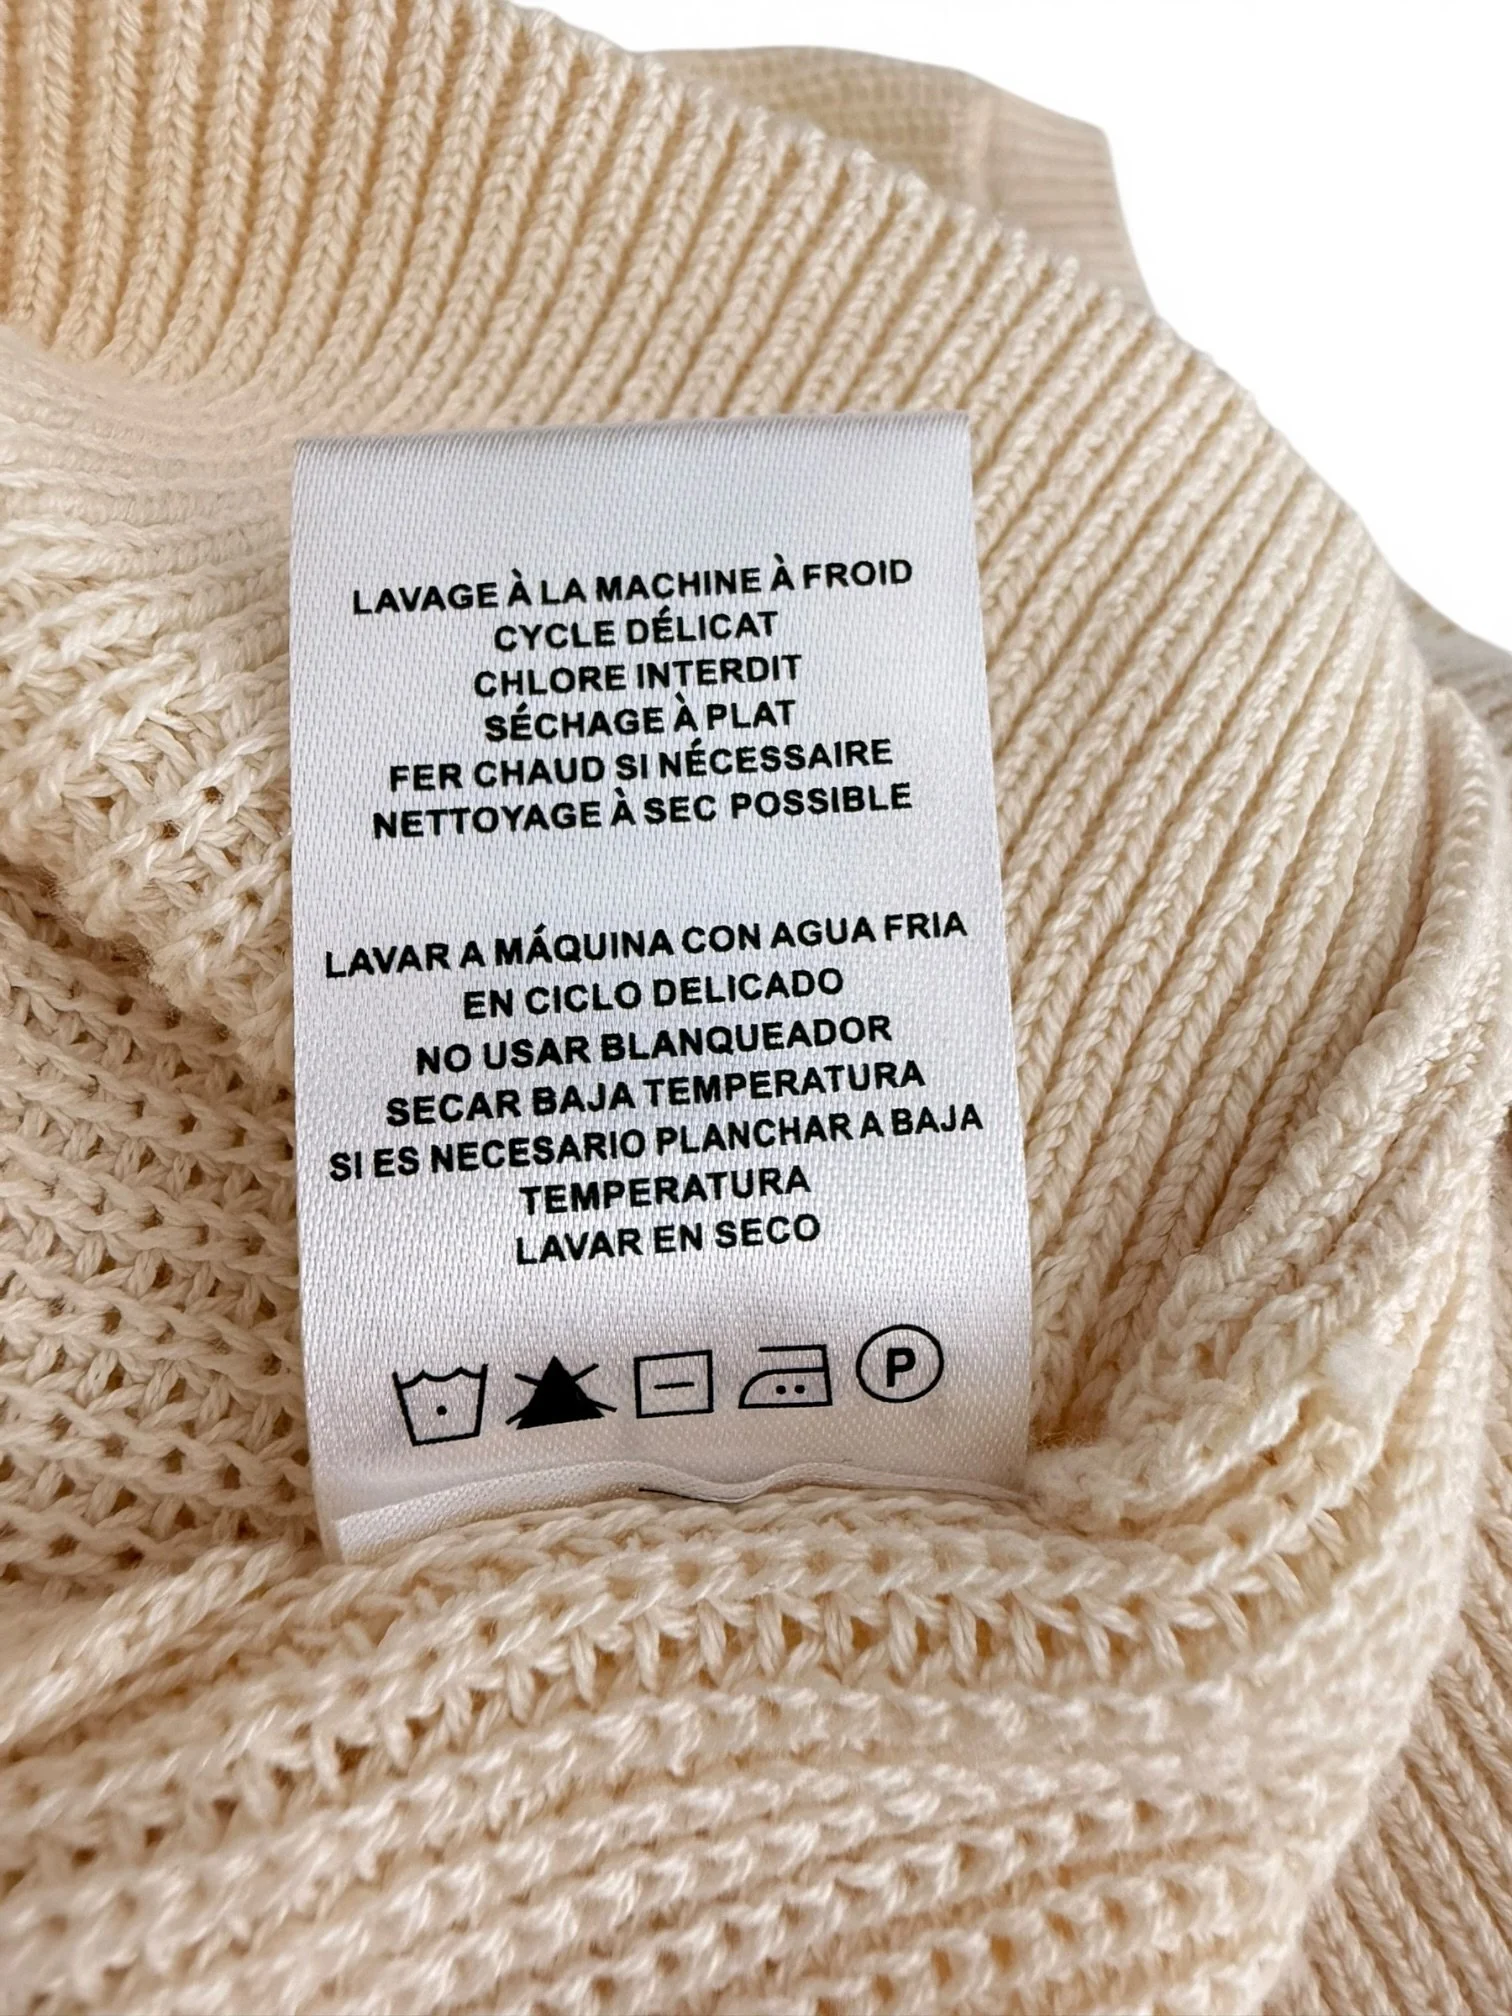 LAVAGE À LA MACHINE À FROID
CYCLE DÉLICAT
CHLORE INTERDIT
SÉCHAGE À PLAT
FER CHAUD SI NÉCESSAIRE
NETTOYAGE À SEC POSSIBLE
LAVAR A MÁQUINA CON AGUA FRIA
EN CICLO DELICADO
NO USAR BLANQUEADOR
SECAR BAJA TEMPERATURA
SI ES NECESARIO PLANCHAR A BAJA
TEMPERATURA
LAVAR EN SECO
P